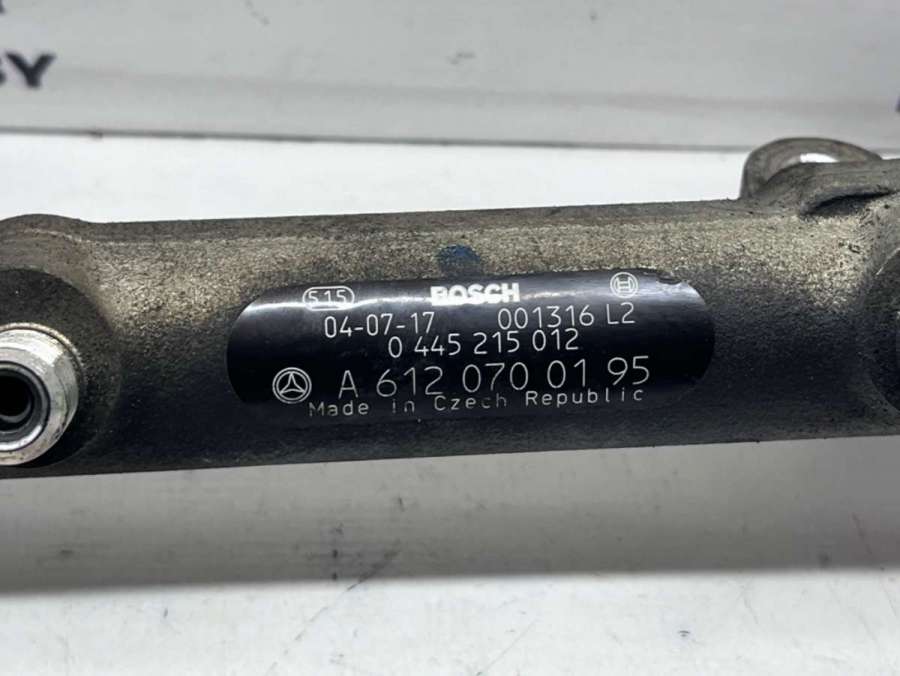 BY
515 BOSCH
04-07-17 001316 L2
0 445 215 012
A 612 070 01 95
Made in Czech Republic